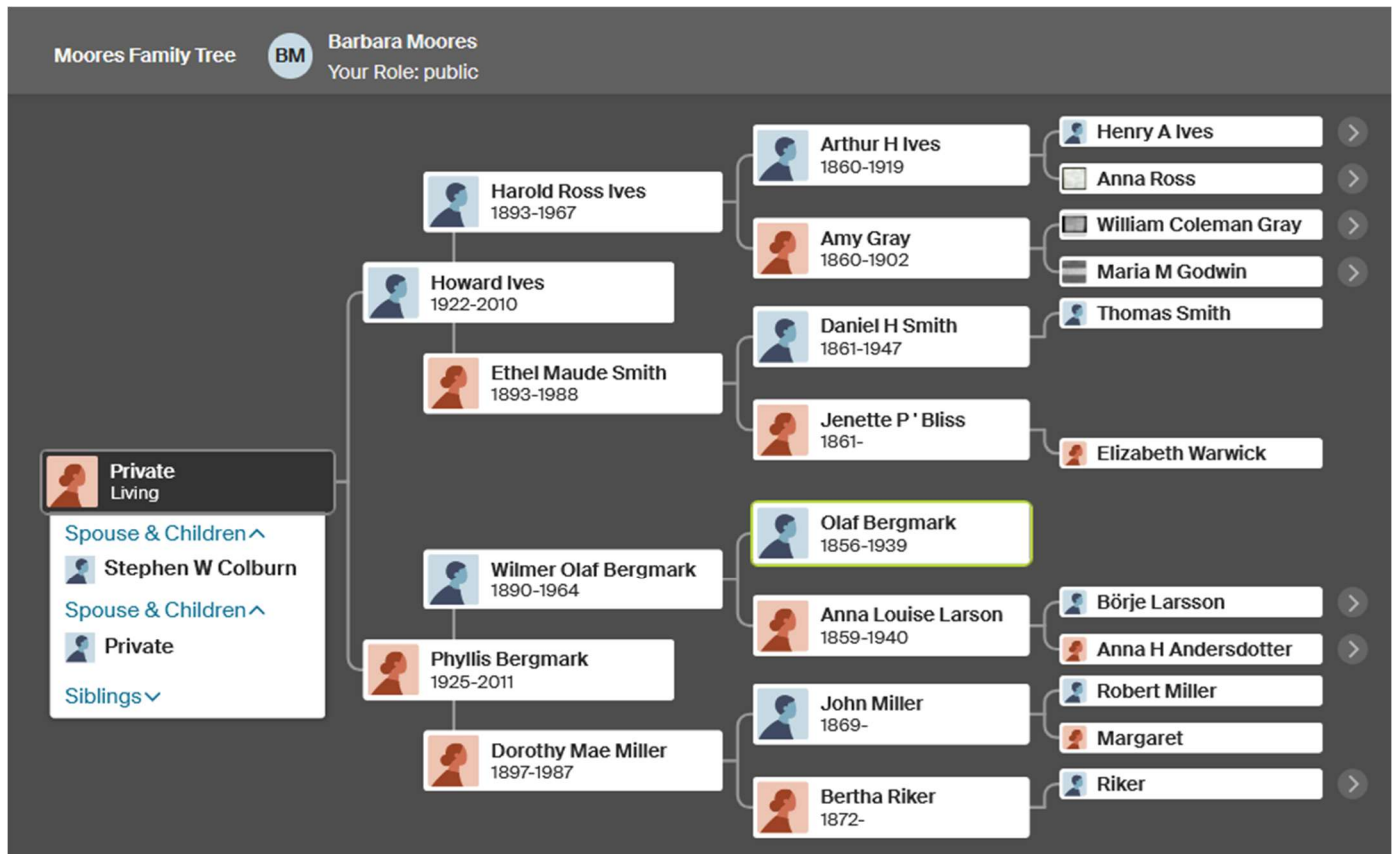 Moores Family Tree
BM
Barbara Moores
Your Role: public
Private
Living
Spouse & Children
Stephen W Colburn
Spouse & Children
Private
Siblings
Howard Ives
1922-2010
Phyllis Bergmark
1925-2011
Harold Ross Ives
1893-1967
Ethel Maude Smith
1893-1988
Wilmer Olaf Bergmark
1890-1964
Dorothy Mae Miller
1897-1987
Arthur H Ives
1860-1919
Amy Gray
1860-1902
Daniel H Smith
1861-1947
Jenette P ' Bliss
1861-
Olaf Bergmark
1856-1939
Anna Louise Larson
1859-1940
John Miller
1869-
Bertha Riker
1872-
Henry A Ives
Anna Ross
William Coleman Gray
Maria M Godwin
Thomas Smith
Elizabeth Warwick
Börje Larsson
Anna H Andersdotter
Robert Miller
Margaret
Riker